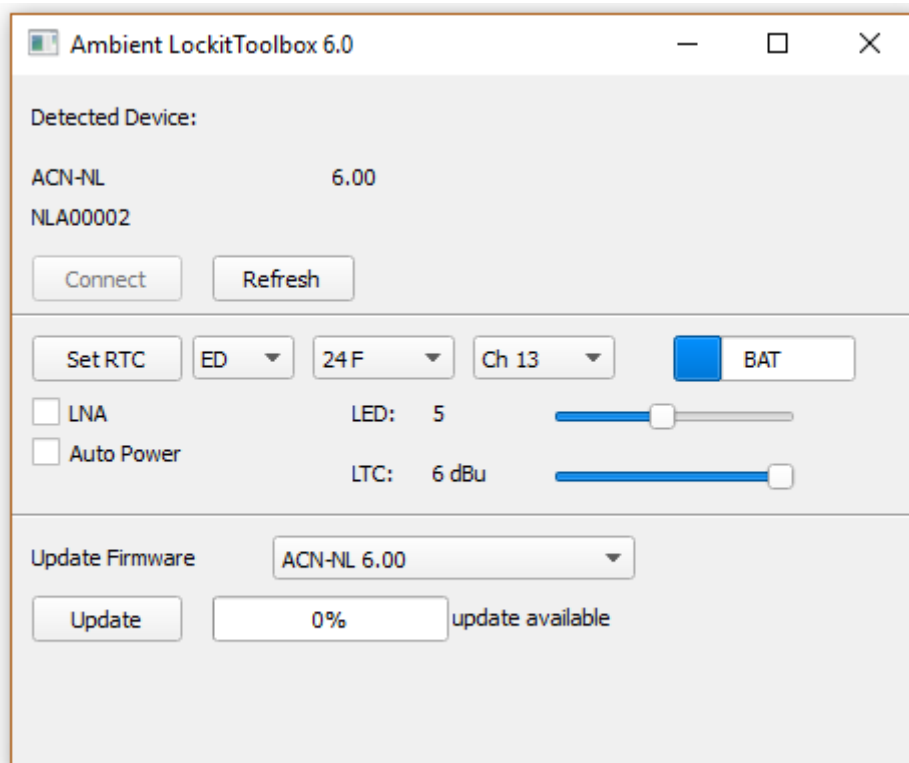 Ambient LockitToolbox 6.0
Detected Device:
ACN-NL 6.00
NLA00002
Connect Refresh
Set RTC ED 24 F Ch 13 BAT
LNA LED: 5
Auto Power
LTC: 6 dBu
Update Firmware ACN-NL 6.00
Update 0% update available